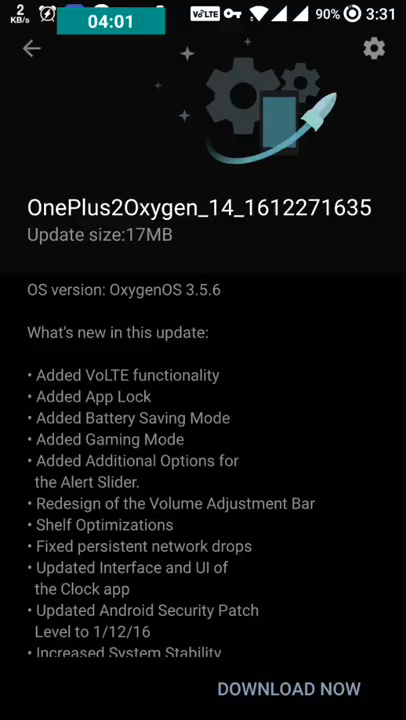 2
KB/s
04:01
VoLTE
90%
3:31
OnePlus2Oxygen_14_1612271635
Update size:17MB
OS version: OxygenOS 3.5.6
What's new in this update:
• Added VoLTE functionality
• Added App Lock
• Added Battery Saving Mode
• Added Gaming Mode
• Added Additional Options for
the Alert Slider.
• Redesign of the Volume Adjustment Bar
• Shelf Optimizations
• Fixed persistent network drops
• Updated Interface and UI of
the Clock app
• Updated Android Security Patch
Level to 1/12/16
• Increased System Stability
DOWNLOAD NOW